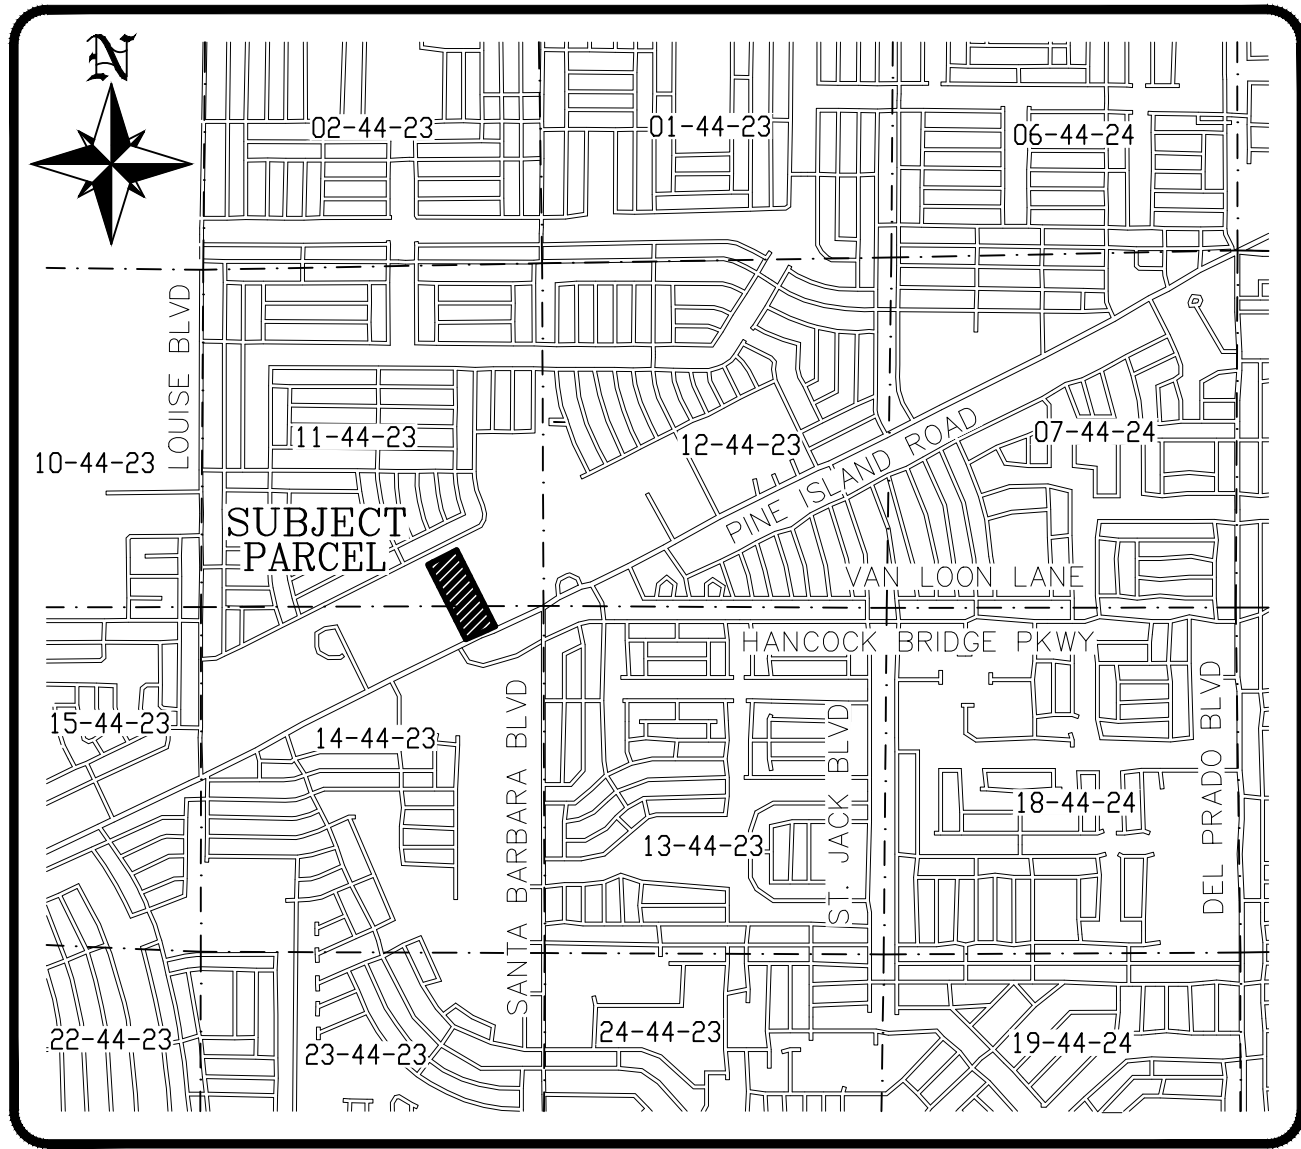 N
02-44-23
01-44-23
06-44-24
LOUISE BLVD
10-44-23
11-44-23
12-44-23
PINE ISLAND ROAD
07-44-24
SUBJECT
PARCEL
VAN LOON LANE
HANCOCK BRIDGE PKWY
15-44-23
14-44-23
SANTA BARBARA BLVD
13-44-23
ST. JACK BLVD
18-44-24
DEL PRADO BLVD
22-44-23
23-44-23
24-44-23
19-44-24